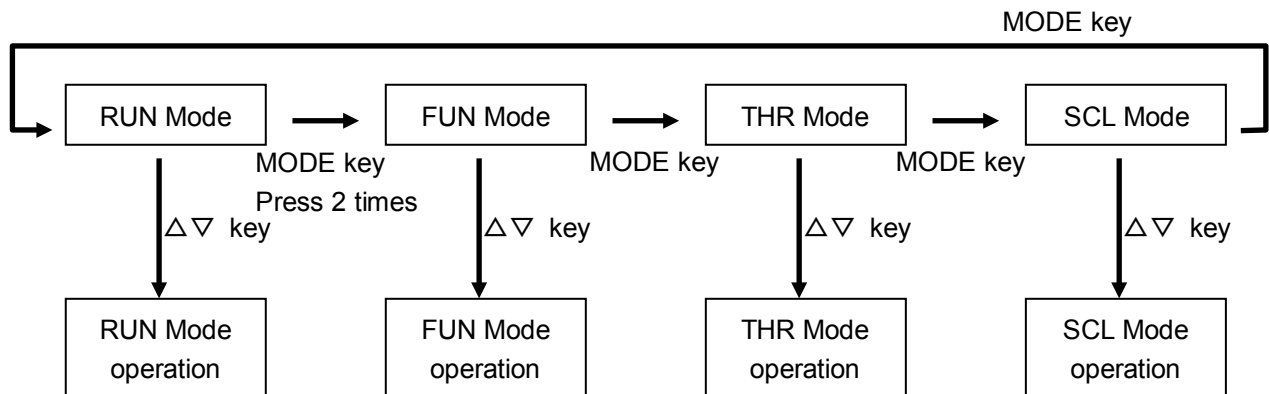 MODE key
RUN Mode
FUN Mode
THR Mode
SCL Mode
MODE key
Press 2 times
MODE key
MODE key
△▽ key
△▽ key
△▽ key
△▽ key
RUN Mode
operation
FUN Mode
operation
THR Mode
operation
SCL Mode
operation